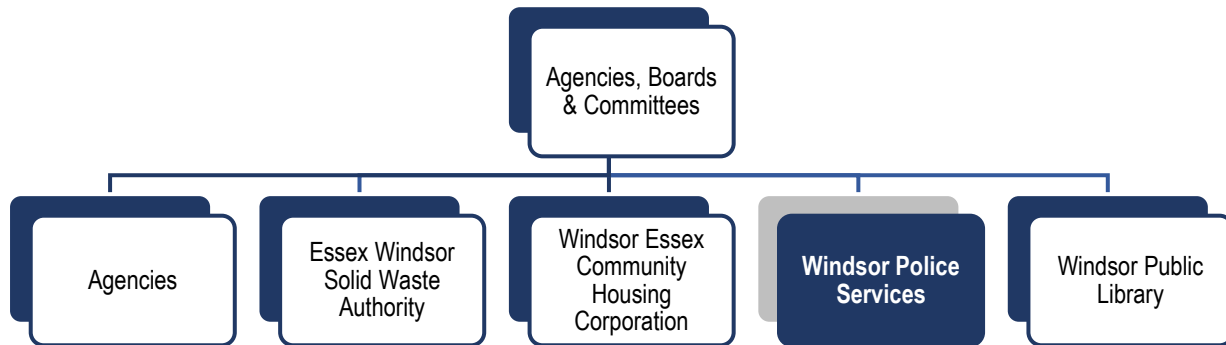 Agencies, Boards
& Committees
Agencies
Essex Windsor
Solid Waste
Authority
Windsor Essex
Community
Housing
Corporation
Windsor Police
Services
Windsor Public
Library